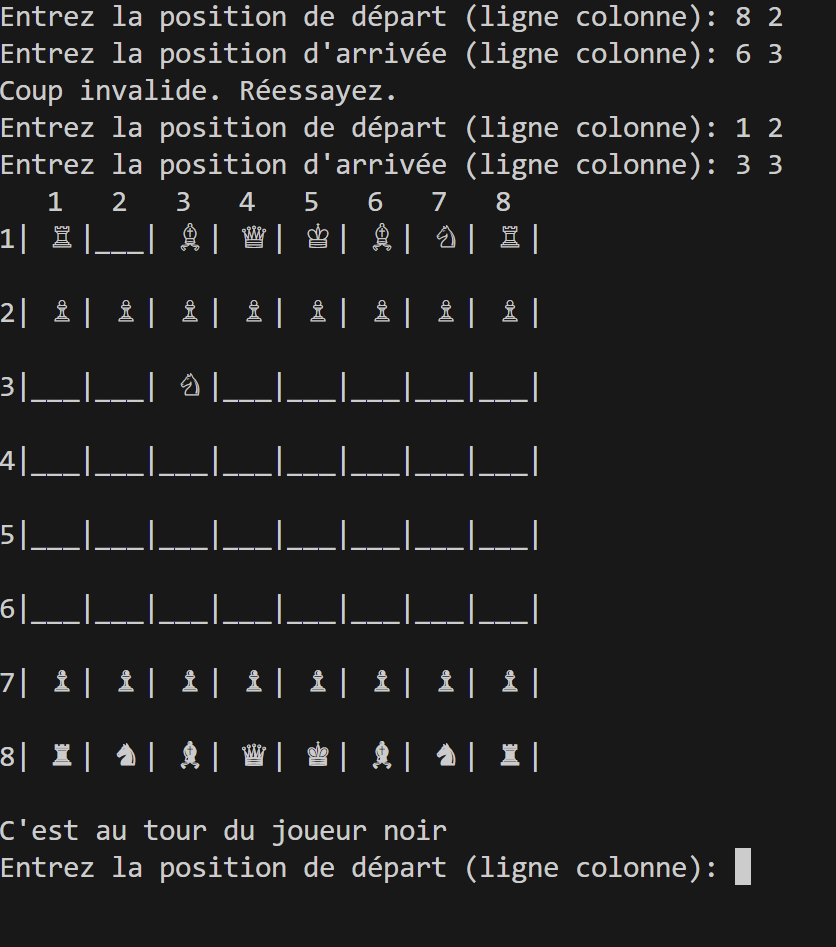 Entrez la position de départ (ligne colonne): 8 2
Entrez la position d'arrivée (ligne colonne): 6 3
Coup invalide. Réessayez.
Entrez la position de départ (ligne colonne): 1 2
Entrez la position d'arrivée (ligne colonne): 3 3
   1   2   3   4   5   6   7   8
1| ♖ |___| ♗ | ♕ | ♔ | ♗ | ♘ | ♖ |
2| ♙ | ♙ | ♙ | ♙ | ♙ | ♙ | ♙ | ♙ |
3|___|___| ♘ |___|___|___|___|___|
4|___|___|___|___|___|___|___|___|
5|___|___|___|___|___|___|___|___|
6|___|___|___|___|___|___|___|___|
7| ♟ | ♟ | ♟ | ♟ | ♟ | ♟ | ♟ | ♟ |
8| ♜ | ♞ | ♝ | ♛ | ♚ | ♝ | ♞ | ♜ |
C'est au tour du joueur noir
Entrez la position de départ (ligne colonne):